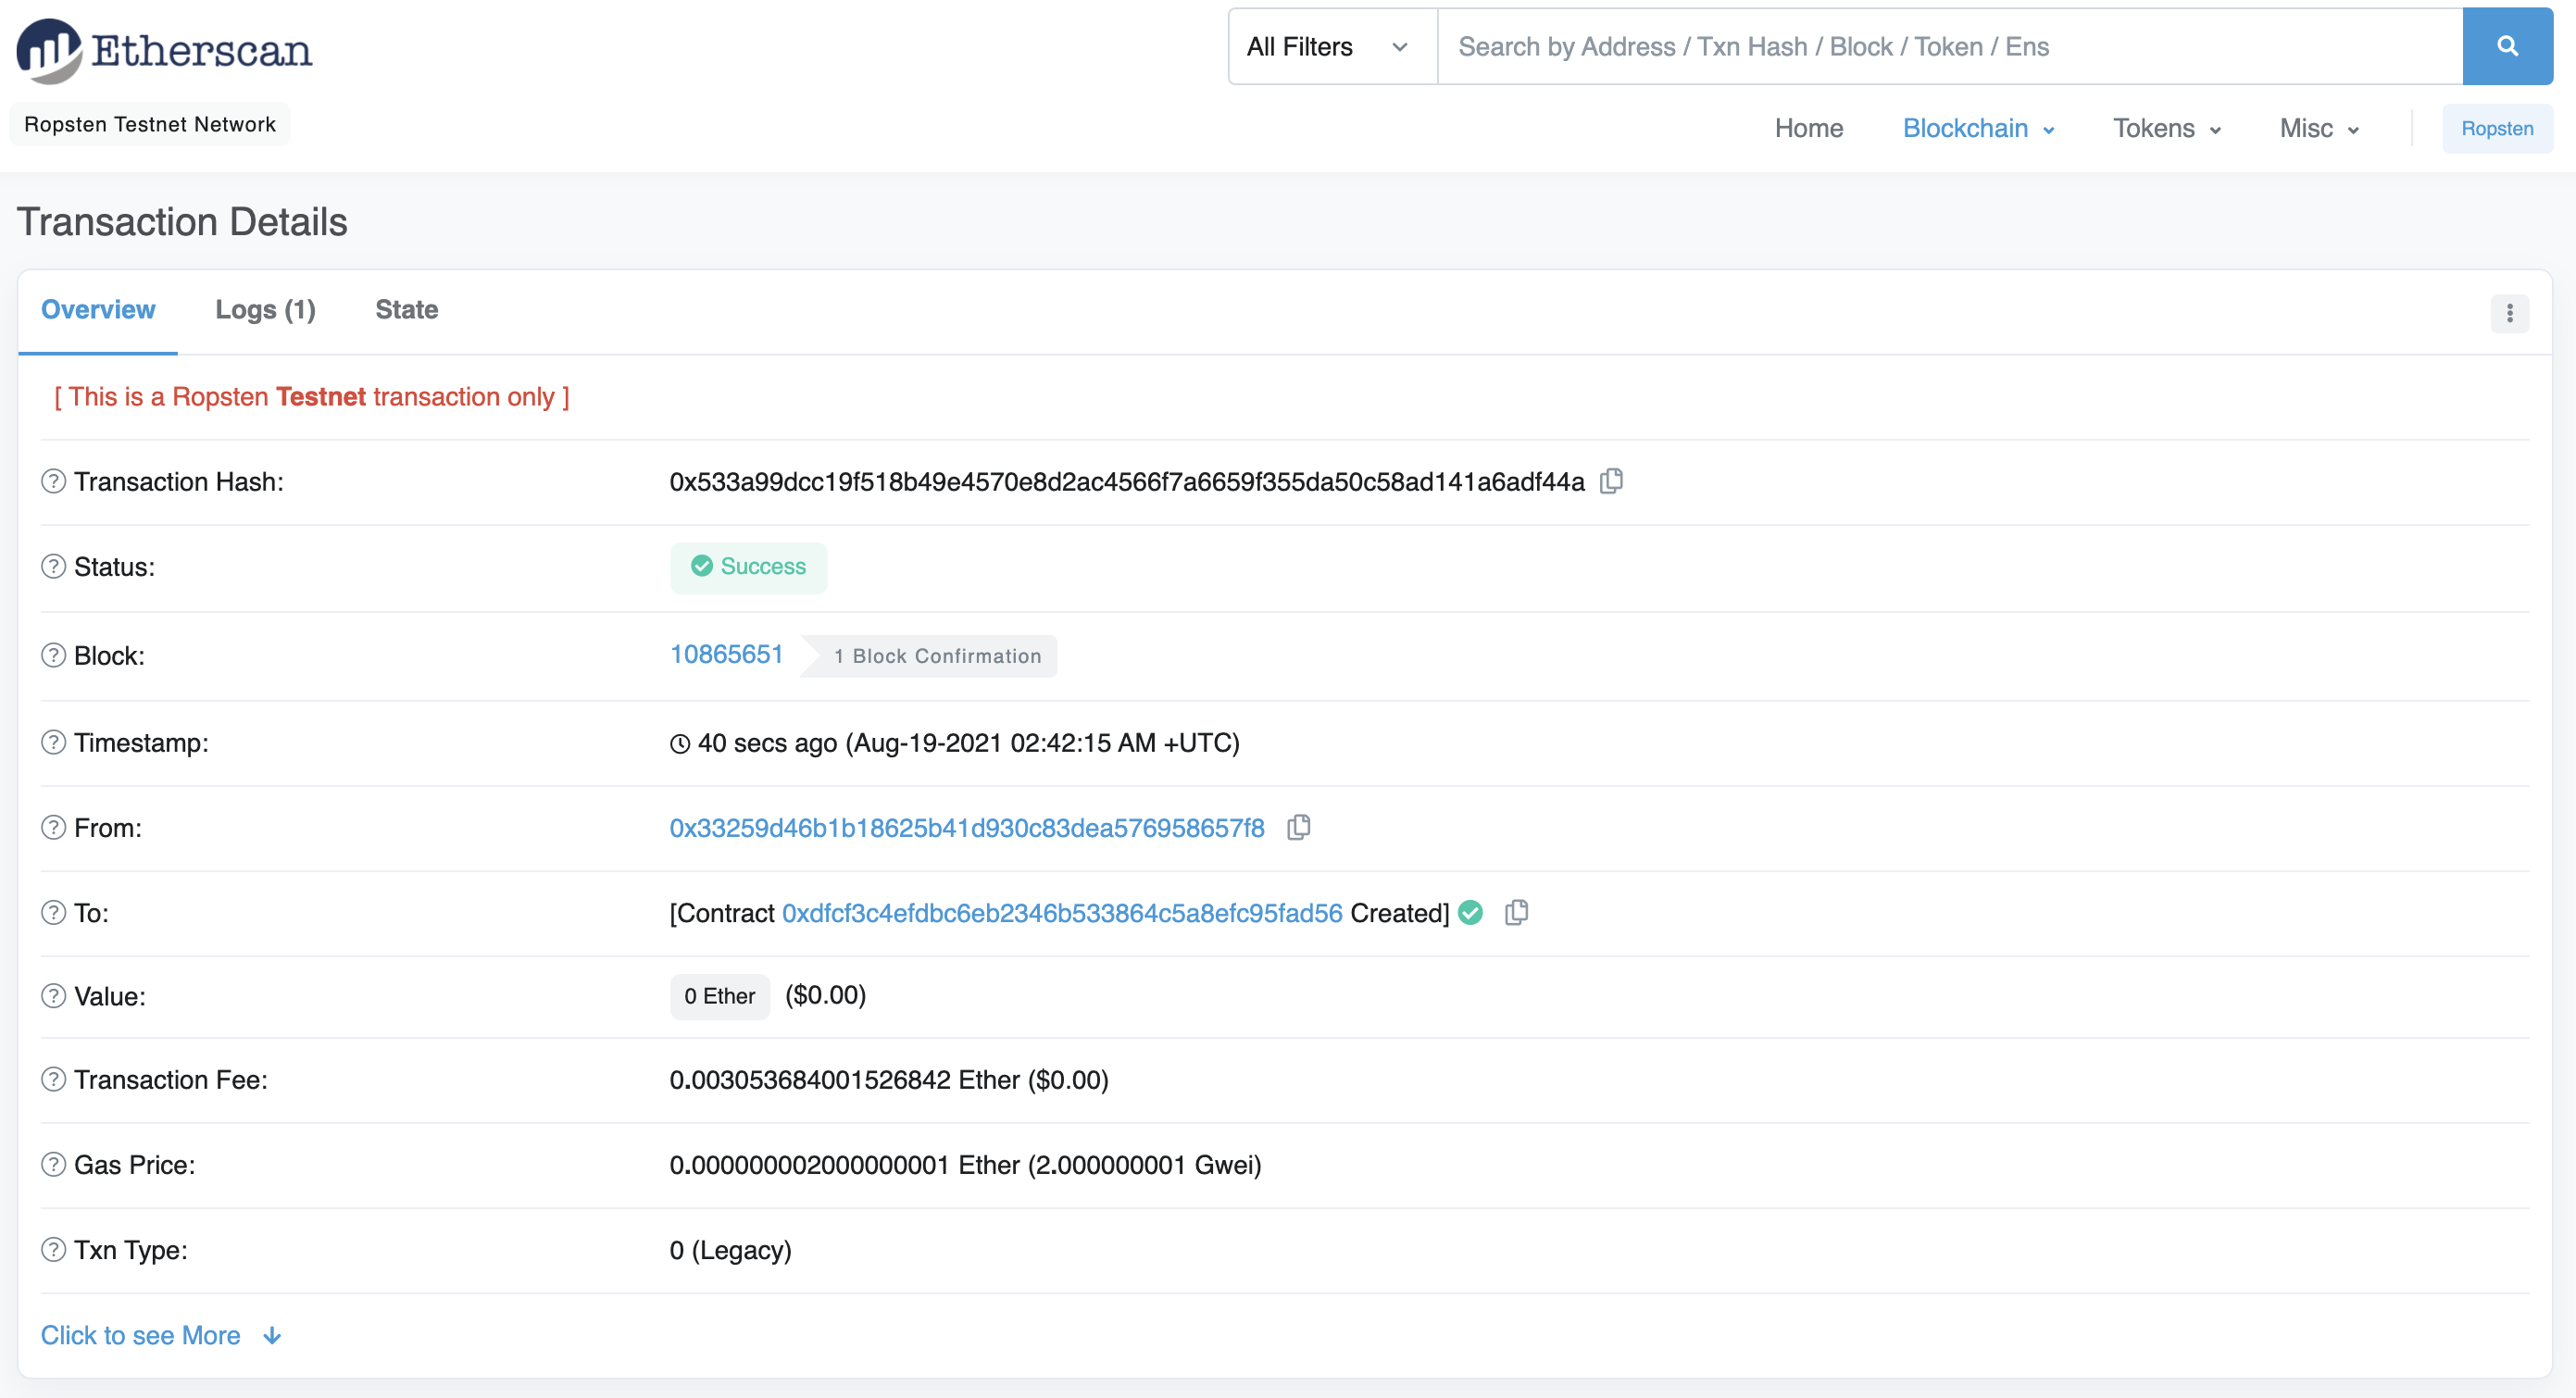 Etherscan
All Filters
Search by Address / Txn Hash / Block / Token / Ens
Ropsten Testnet Network
Home Blockchain Tokens Misc Ropsten
Transaction Details
Overview Logs (1) State
[ This is a Ropsten Testnet transaction only ]
Transaction Hash: 0x533a99dcc19f518b49e4570e8d2ac4566f7a6659f355da50c58ad141a6adf44a
Status: Success
Block: 10865651 1 Block Confirmation
Timestamp: 40 secs ago (Aug-19-2021 02:42:15 AM +UTC)
From: 0x33259d46b1b18625b41d930c83dea576958657f8
To: [Contract 0xdfcf3c4efdbc6eb2346b533864c5a8efc95fad56 Created]
Value: 0 Ether ($0.00)
Transaction Fee: 0.003053684001526842 Ether ($0.00)
Gas Price: 0.000000002000000001 Ether (2.000000001 Gwei)
Txn Type: 0 (Legacy)
Click to see More